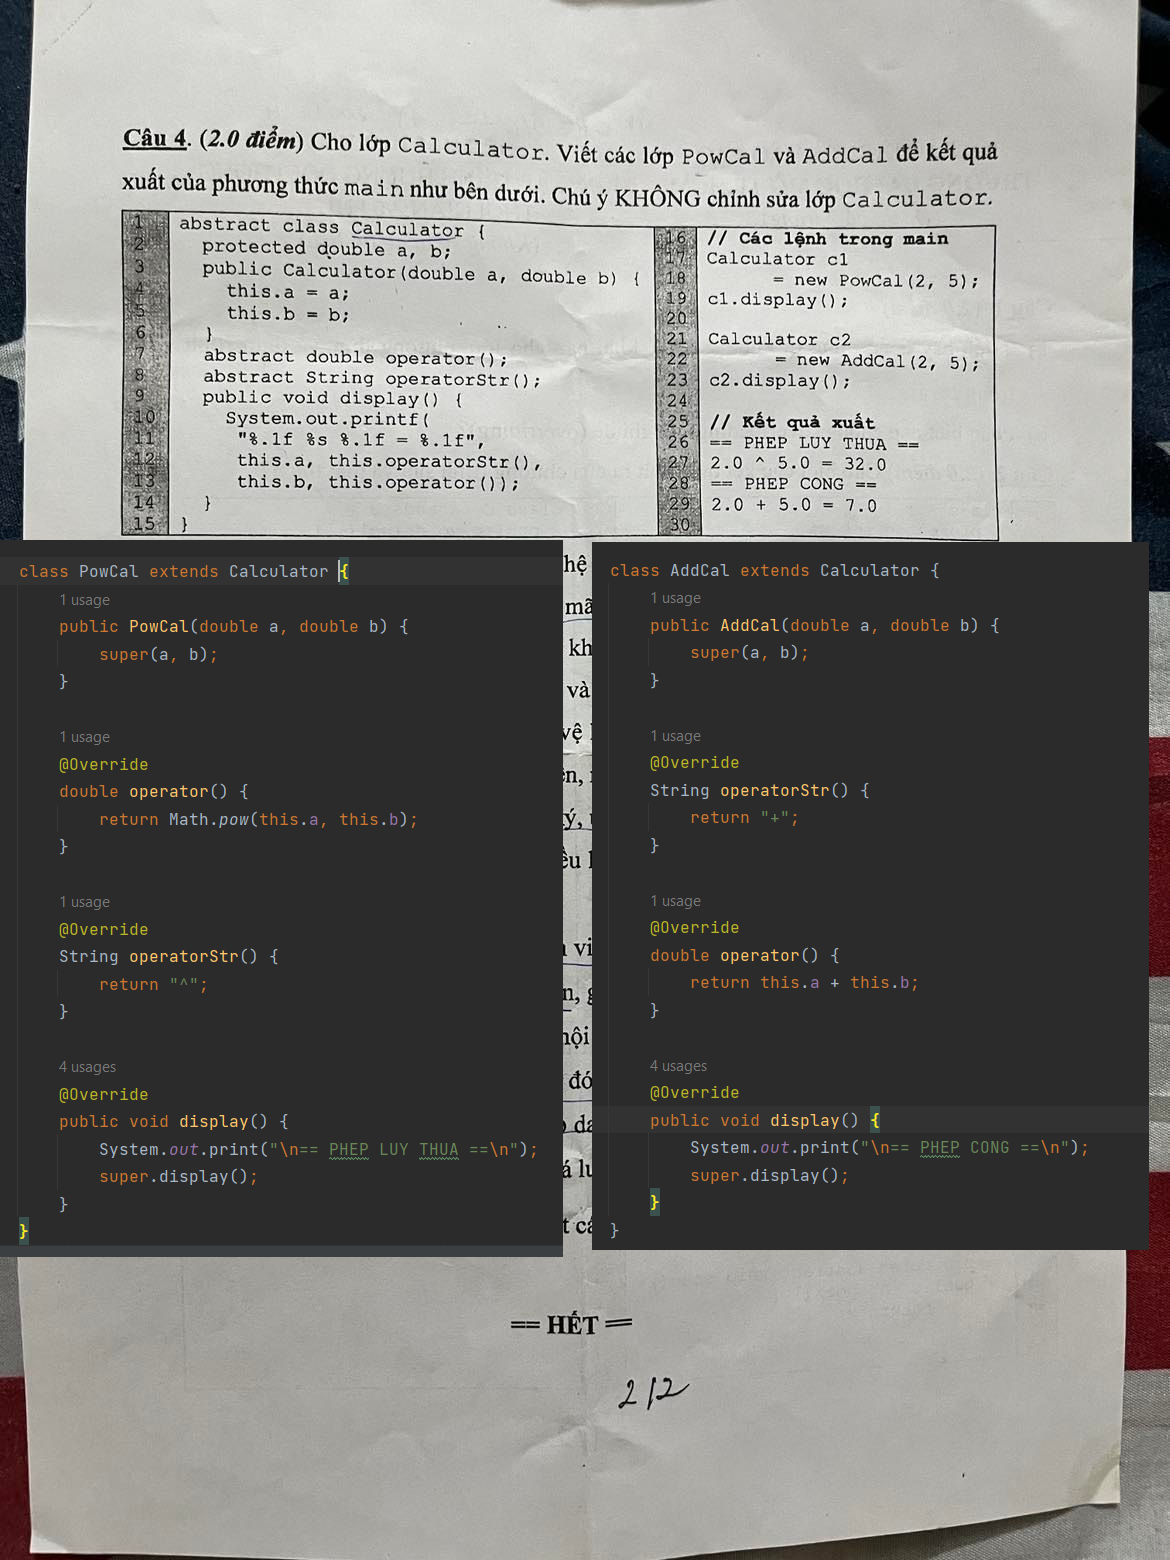 Câu 4. (2.0 điểm) Cho lớp Calculator. Viết các lớp PowCal và AddCal để kết quả
xuất của phương thức main như bên dưới. Chú ý KHÔNG chỉnh sửa lớp Calculator.
1 abstract class Calculator {
2 protected double a, b;
3 public Calculator(double a, double b) {
4 this.a = a;
5 this.b = b;
6 }
7 abstract double operator();
8 abstract String operatorStr();
9 public void display() {
10 System.out.printf(
11 "%.1f %s %.1f = %.1f",
12 this.a, this.operatorStr(),
13 this.b, this.operator());
14 }
15 }
16 // Các lệnh trong main
17 Calculator c1
18 = new PowCal(2, 5);
19 c1.display();
20
21 Calculator c2
22 = new AddCal(2, 5);
23 c2.display();
24
25 // Kết quả xuất
26 == PHEP LUY THUA ==
27 2.0 ^ 5.0 = 32.0
28 == PHEP CONG ==
29 2.0 + 5.0 = 7.0
30
class PowCal extends Calculator {
1 usage
public PowCal(double a, double b) {
super(a, b);
}
1 usage
@Override
double operator() {
return Math.pow(this.a, this.b);
}
1 usage
@Override
String operatorStr() {
return "^";
}
4 usages
@Override
public void display() {
System.out.print("\n== PHEP LUY THUA ==\n");
super.display();
}
}
hệ
mã
kh
và
vệ
ý,
vi
đó
class AddCal extends Calculator {
1 usage
public AddCal(double a, double b) {
super(a, b);
}
1 usage
@Override
String operatorStr() {
return "+";
}
1 usage
@Override
double operator() {
return this.a + this.b;
}
4 usages
@Override
public void display() {
System.out.print("\n== PHEP CONG ==\n");
super.display();
}
}
== HẾT ==
2/2